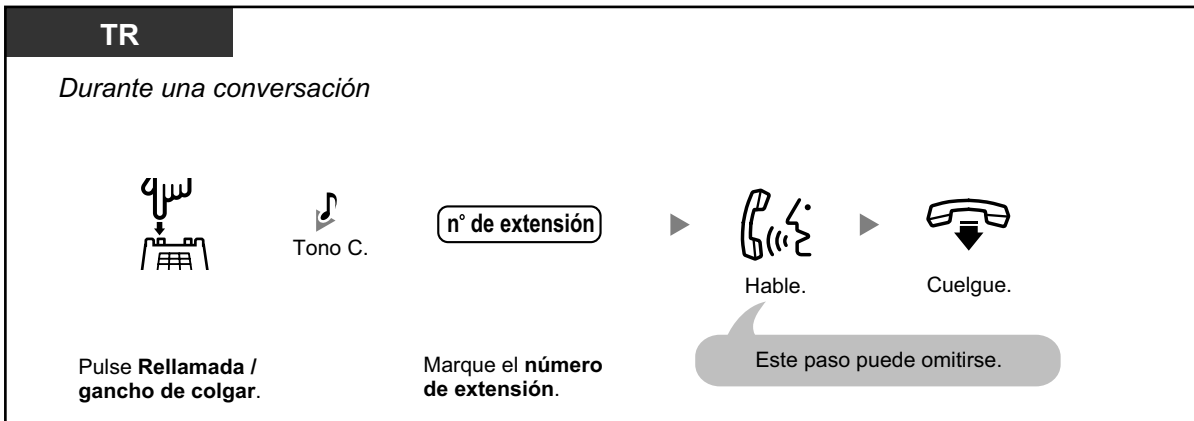 TR
Durante una conversación
Tono C.
n° de extensión
Hable.
Cuelgue.
Pulse Rellamada /
gancho de colgar.
Marque el número
de extensión.
Este paso puede omitirse.